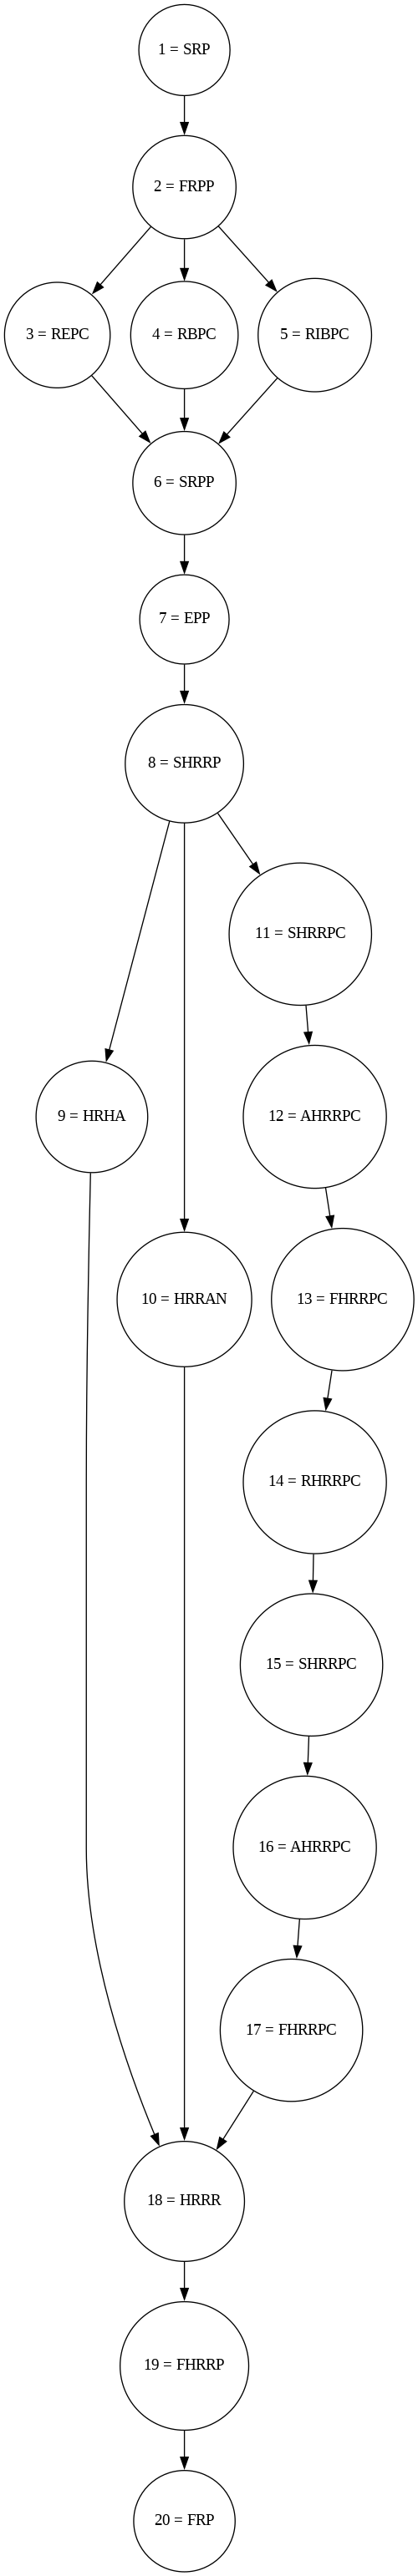 1 = SRP
2 = FRPP
3 = REPC
4 = RBPC
5 = RIBPC
6 = SRPP
7 = EPP
8 = SHRRP
11 = SHRRPC
9 = HRHA
12 = AHRRPC
10 = HRRAN
13 = FHRRPC
14 = RHRRPC
15 = SHRRPC
16 = AHRRPC
17 = FHRRPC
18 = HRRR
19 = FHRRP
20 = FRP